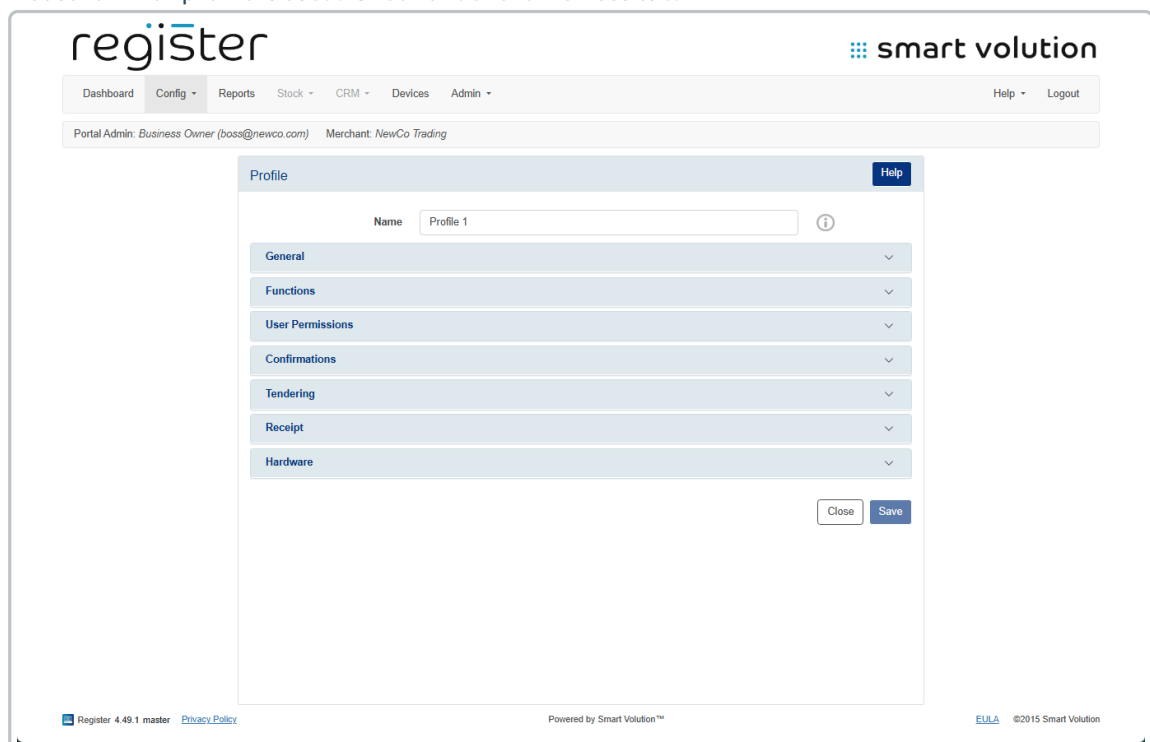 register
smart volution
Dashboard Config Reports Stock CRM Devices Admin Help Logout
Portal Admin: Business Owner (boss@newco.com) Merchant: NewCo Trading
Profile Help
Name Profile 1
General
Functions
User Permissions
Confirmations
Tendering
Receipt
Hardware
Close Save
Register 4.49.1 master Privacy Policy Powered by Smart Volution™ EULA ©2015 Smart Volution